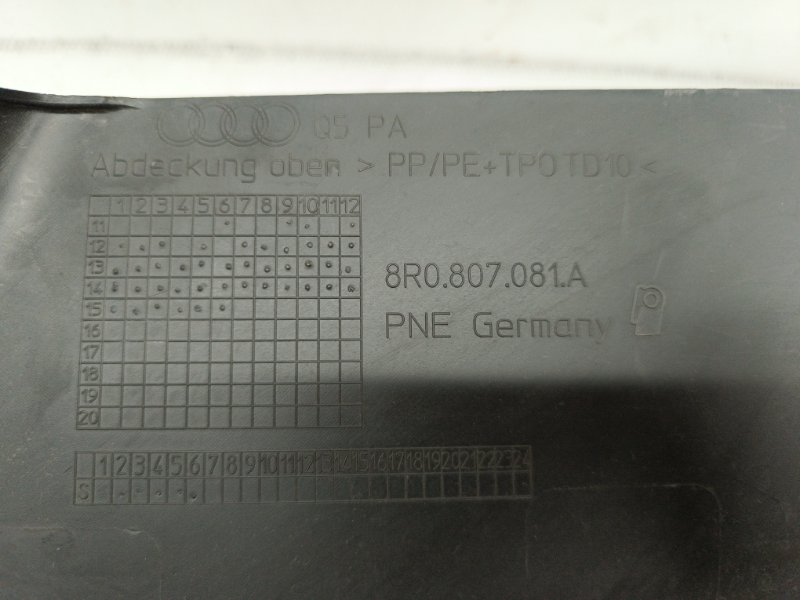 Q5 PA
Abdeckung oben > PP/PE+TPO TD10 <
1 2 3 4 5 6 7 8 9 10 11 12
11
12
13
14
15
16
17
18
19
20
8R0.807.081.A
PNE Germany
1 2 3 4 5 6 7 8 9 10 11 12 13 14 15 16 17 18 19 20 21 22 23 24
S